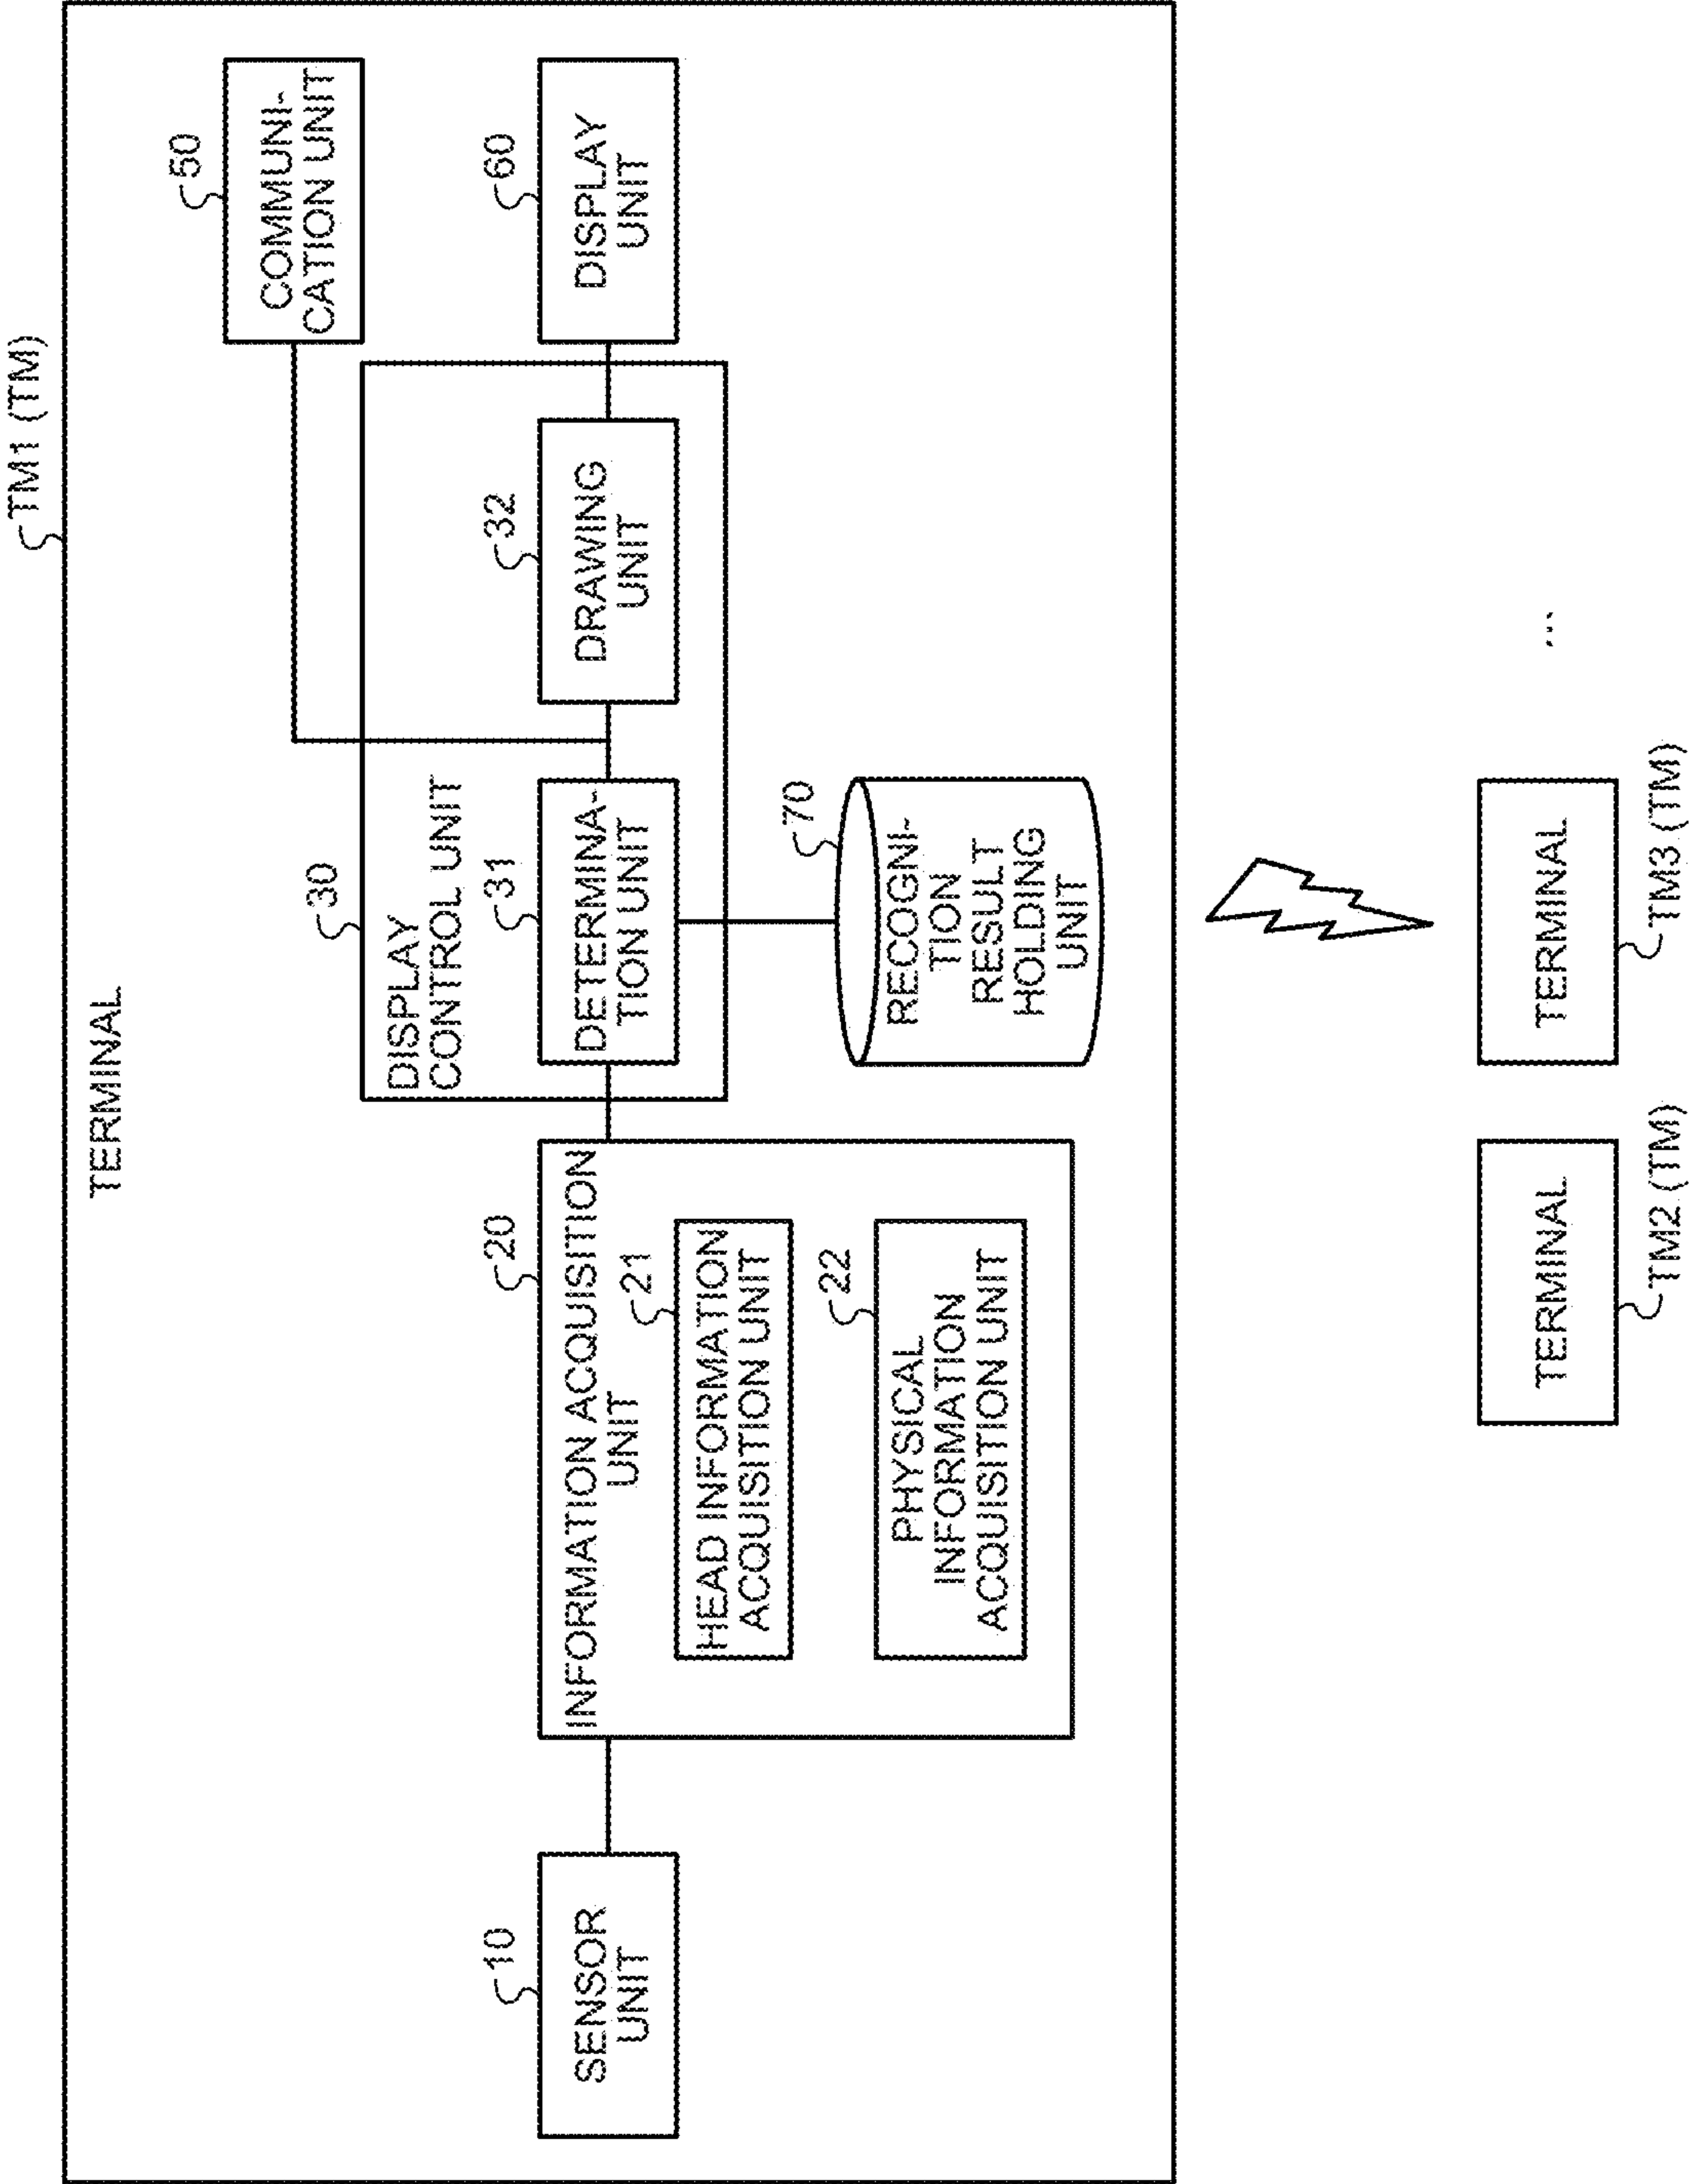 TM1 (TM)
TERMINAL
50
COMMUNI-
CATION UNIT
30
DISPLAY
CONTROL UNIT
10
SENSOR
UNIT
20
INFORMATION ACQUISITION
UNIT
21
HEAD INFORMATION
ACQUISITION UNIT
22
PHYSICAL
INFORMATION
ACQUISITION UNIT
31
DETERMINA-
TION UNIT
32
DRAWING
UNIT
60
DISPLAY
UNIT
70
RECOGNI-
TION
RESULT
HOLDING
UNIT
TERMINAL
TM2 (TM)
TERMINAL
TM3 (TM)
...